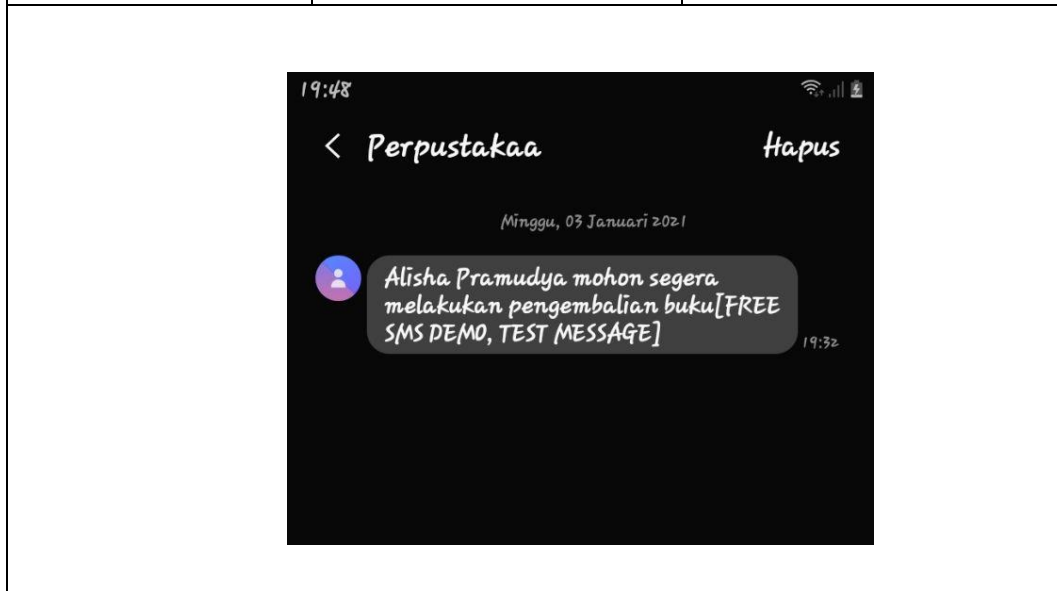 19:48
Perpustakaa Hapus
Minggu, 03 Januari 2021
Alisha Pramudya mohon segera
melakukan pengembalian buku[FREE
SMS DEMO, TEST MESSAGE]
19:32